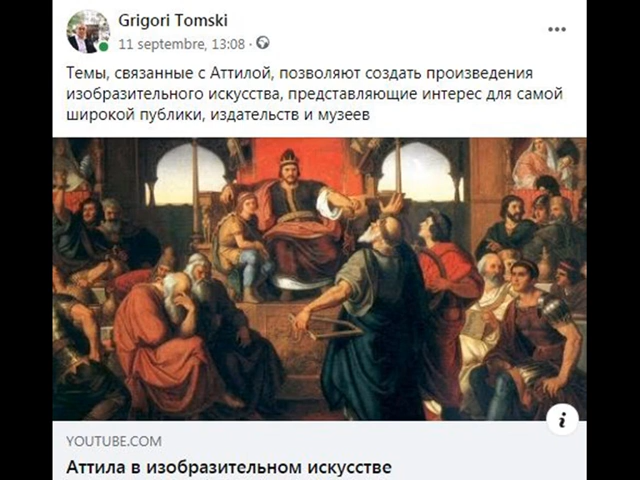 Grigori Tomski
11 septembre, 13:08 ·
Темы, связанные с Аттилой, позволяют создать произведения
изобразительного искусства, представляющие интерес для самой
широкой публики, издательств и музеев
YOUTUBE.COM
Аттила в изобразительном искусстве